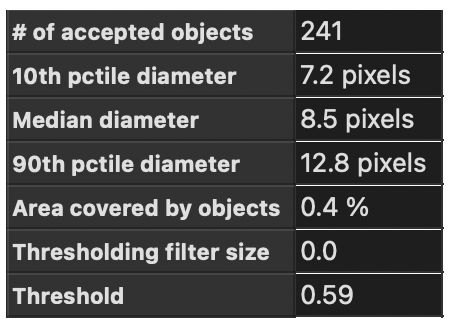 # of accepted objects 241
10th pctile diameter 7.2 pixels
Median diameter 8.5 pixels
90th pctile diameter 12.8 pixels
Area covered by objects 0.4 %
Thresholding filter size 0.0
Threshold 0.59